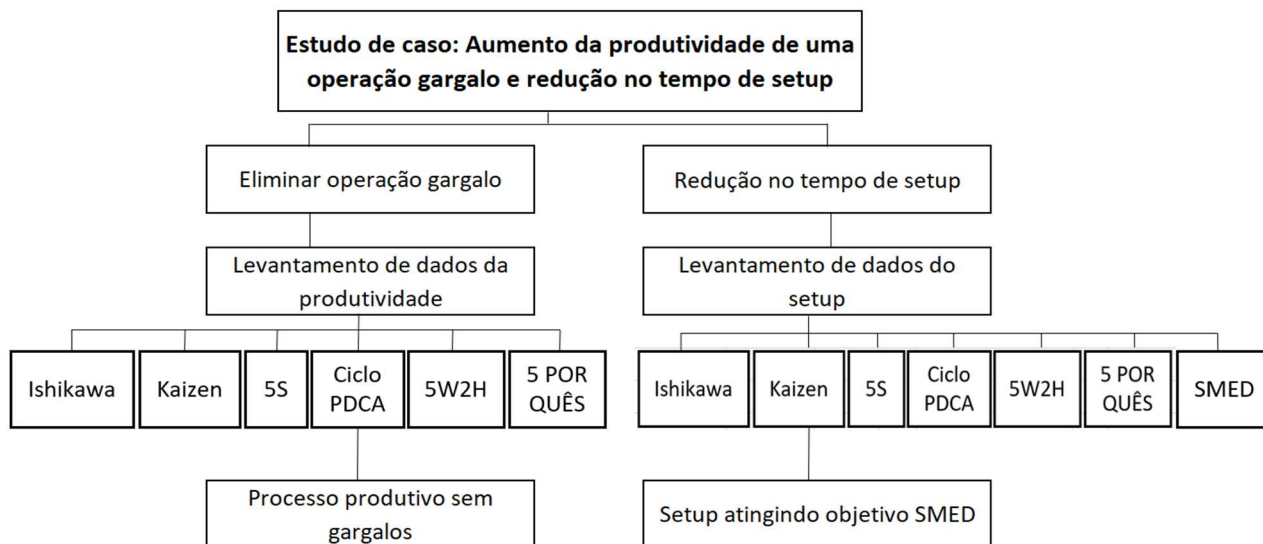 Estudo de caso: Aumento da produtividade de uma
operação gargalo e redução no tempo de setup
Eliminar operação gargalo
Redução no tempo de setup
Levantamento de dados da
produtividade
Levantamento de dados do
setup
Ishikawa
Kaizen
5S
Ciclo
PDCA
5W2H
5 POR
QUÊS
Ishikawa
Kaizen
5S
Ciclo
PDCA
5W2H
5 POR
QUÊS
SMED
Processo produtivo sem
gargalos
Setup atingindo objetivo SMED